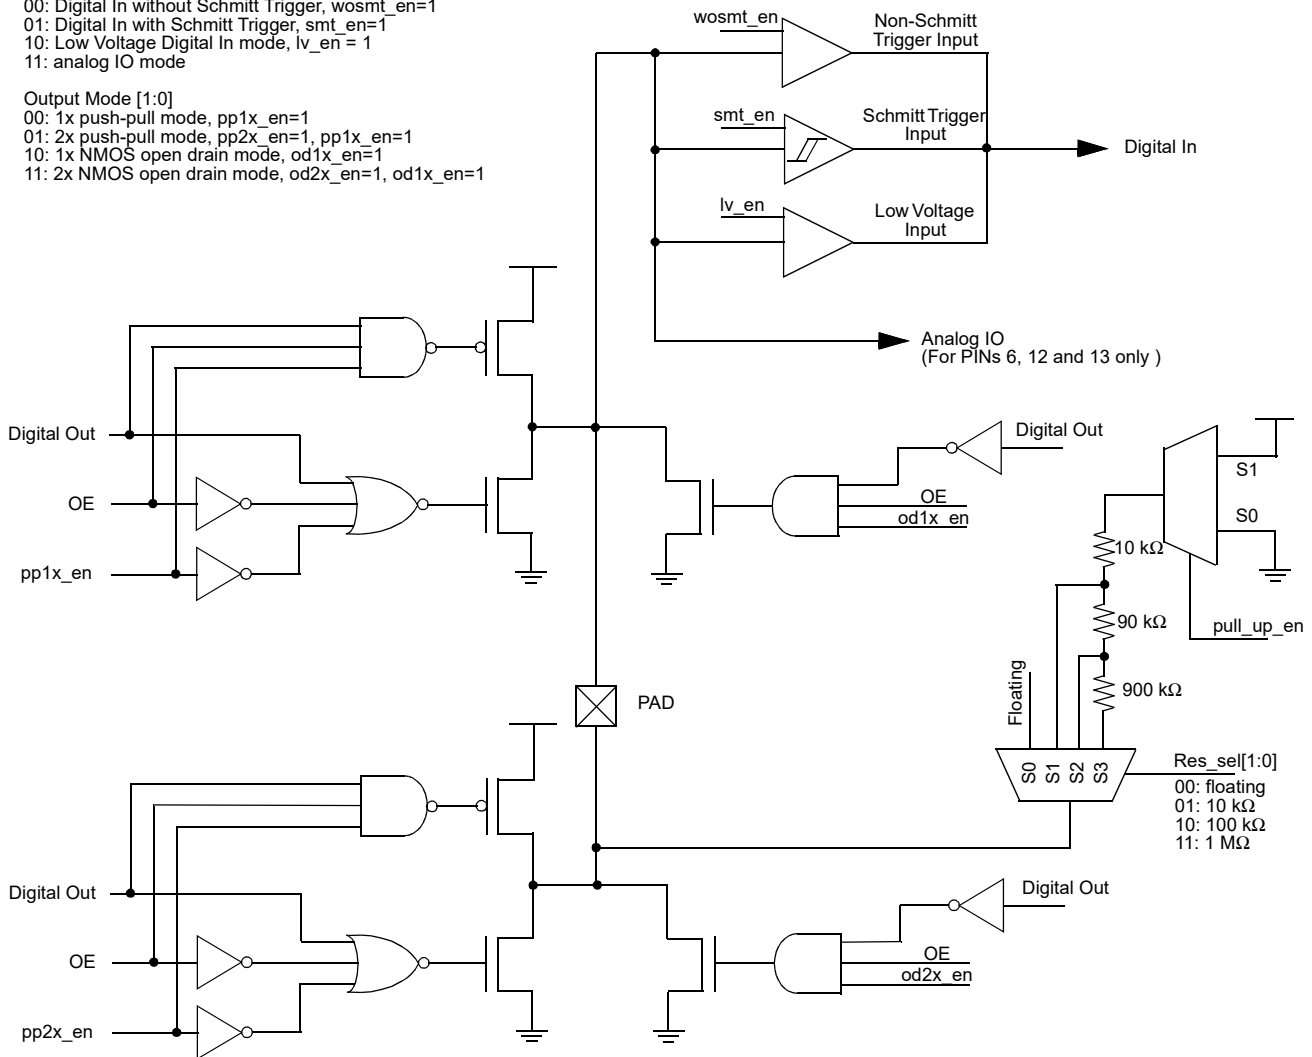 00: Digital In without Schmitt Trigger, wosmt_en=1
01: Digital In with Schmitt Trigger, smt_en=1
10: Low Voltage Digital In mode, lv_en = 1
11: analog IO mode
Output Mode [1:0]
00: 1x push-pull mode, pp1x_en=1
01: 2x push-pull mode, pp2x_en=1, pp1x_en=1
10: 1x NMOS open drain mode, od1x_en=1
11: 2x NMOS open drain mode, od2x_en=1, od1x_en=1
wosmt_en
Non-Schmitt
Trigger Input
smt_en
Schmitt Trigger
Input
Digital In
lv_en
Low Voltage
Input
Analog IO
(For PINs 6, 12 and 13 only )
Digital Out
OE
pp1x_en
Digital Out
OE
od1x_en
S1
S0
10 kΩ
90 kΩ
pull_up_en
900 kΩ
Floating
PAD
S0
S1
S2
S3
Res_sel[1:0]
00: floating
01: 10 kΩ
10: 100 kΩ
11: 1 MΩ
Digital Out
OE
pp2x_en
Digital Out
OE
od2x_en